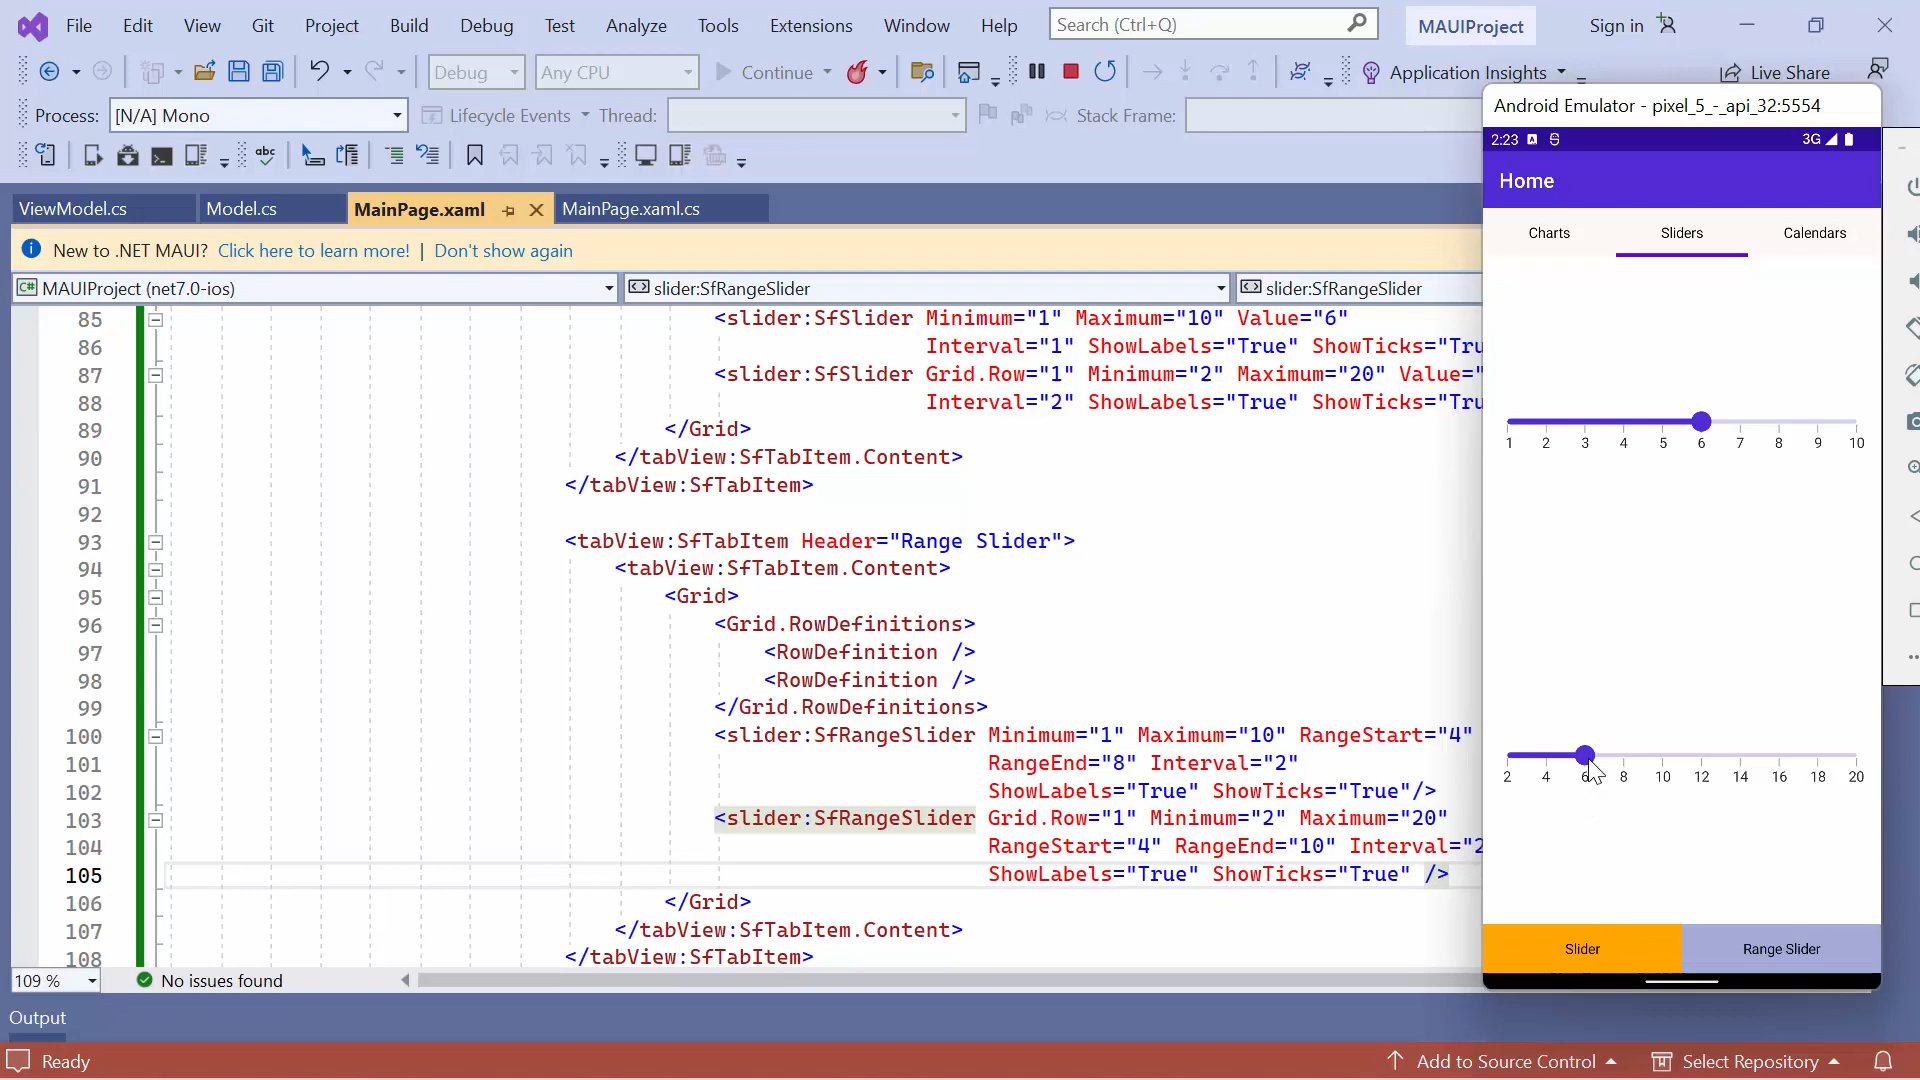 File Edit View Git Project Build Debug Test Analyze Tools Extensions Window Help Search (Ctrl+Q) MAUIProject Sign in
Debug Any CPU Continue Application Insights Live Share
Process: [N/A] Mono Lifecycle Events Thread: Stack Frame:
ViewModel.cs Model.cs MainPage.xaml MainPage.xaml.cs
New to .NET MAUI? Click here to learn more! | Don't show again
MAUIProject (net7.0-ios) slider:SfRangeSlider slider:SfRangeSlider
85 <slider:SfSlider Minimum="1" Maximum="10" Value="6"
86 Interval="1" ShowLabels="True" ShowTicks="Tru
87 <slider:SfSlider Grid.Row="1" Minimum="2" Maximum="20" Value="
88 Interval="2" ShowLabels="True" ShowTicks="Tru
89 </Grid>
90 </tabView:SfTabItem.Content>
91 </tabView:SfTabItem>
92
93 <tabView:SfTabItem Header="Range Slider">
94 <tabView:SfTabItem.Content>
95 <Grid>
96 <Grid.RowDefinitions>
97 <RowDefinition />
98 <RowDefinition />
99 </Grid.RowDefinitions>
100 <slider:SfRangeSlider Minimum="1" Maximum="10" RangeStart="4"
101 RangeEnd="8" Interval="2"
102 ShowLabels="True" ShowTicks="True"/>
103 <slider:SfRangeSlider Grid.Row="1" Minimum="2" Maximum="20"
104 RangeStart="4" RangeEnd="10" Interval="2
105 ShowLabels="True" ShowTicks="True" />
106 </Grid>
107 </tabView:SfTabItem.Content>
108 </tabView:SfTabItem>
109 % No issues found
Output
Ready Add to Source Control Select Repository
Android Emulator - pixel_5_-_api_32:5554
2:23 3G
Home
Charts Sliders Calendars
1 2 3 4 5 6 7 8 9 10
2 4 6 8 10 12 14 16 18 20
Slider Range Slider